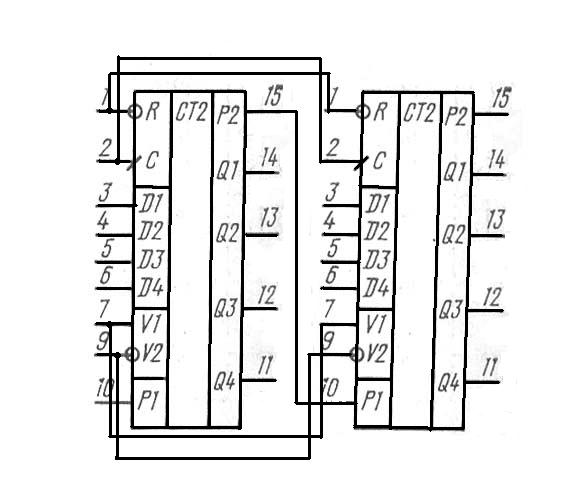 1 R CT2 P2 15 1 R CT2 P2 15
2 C Q1 14 2 C Q1 14
3 D1 3 D1
4 D2 Q2 13 4 D2 Q2 13
5 D3 5 D3
6 D4 6 D4
7 V1 Q3 12 7 V1 Q3 12
9 V2 9 V2
10 P1 Q4 11 10 P1 Q4 11